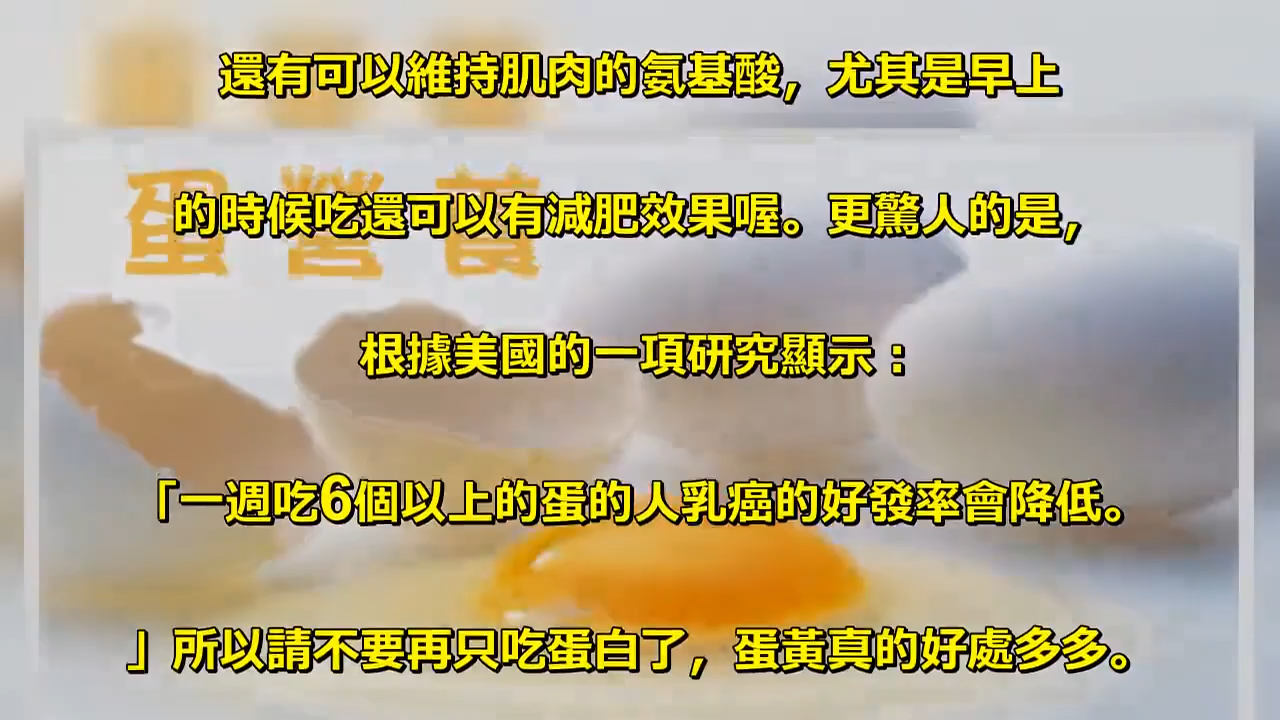 還有可以維持肌肉的氨基酸，尤其是早上
蛋營養
的時候吃還可以有減肥效果喔。更驚人的是，
根據美國的一項研究顯示：
「一週吃6個以上的蛋的人乳癌的好發率會降低。
」所以請不要再只吃蛋白了，蛋黃真的好處多多。